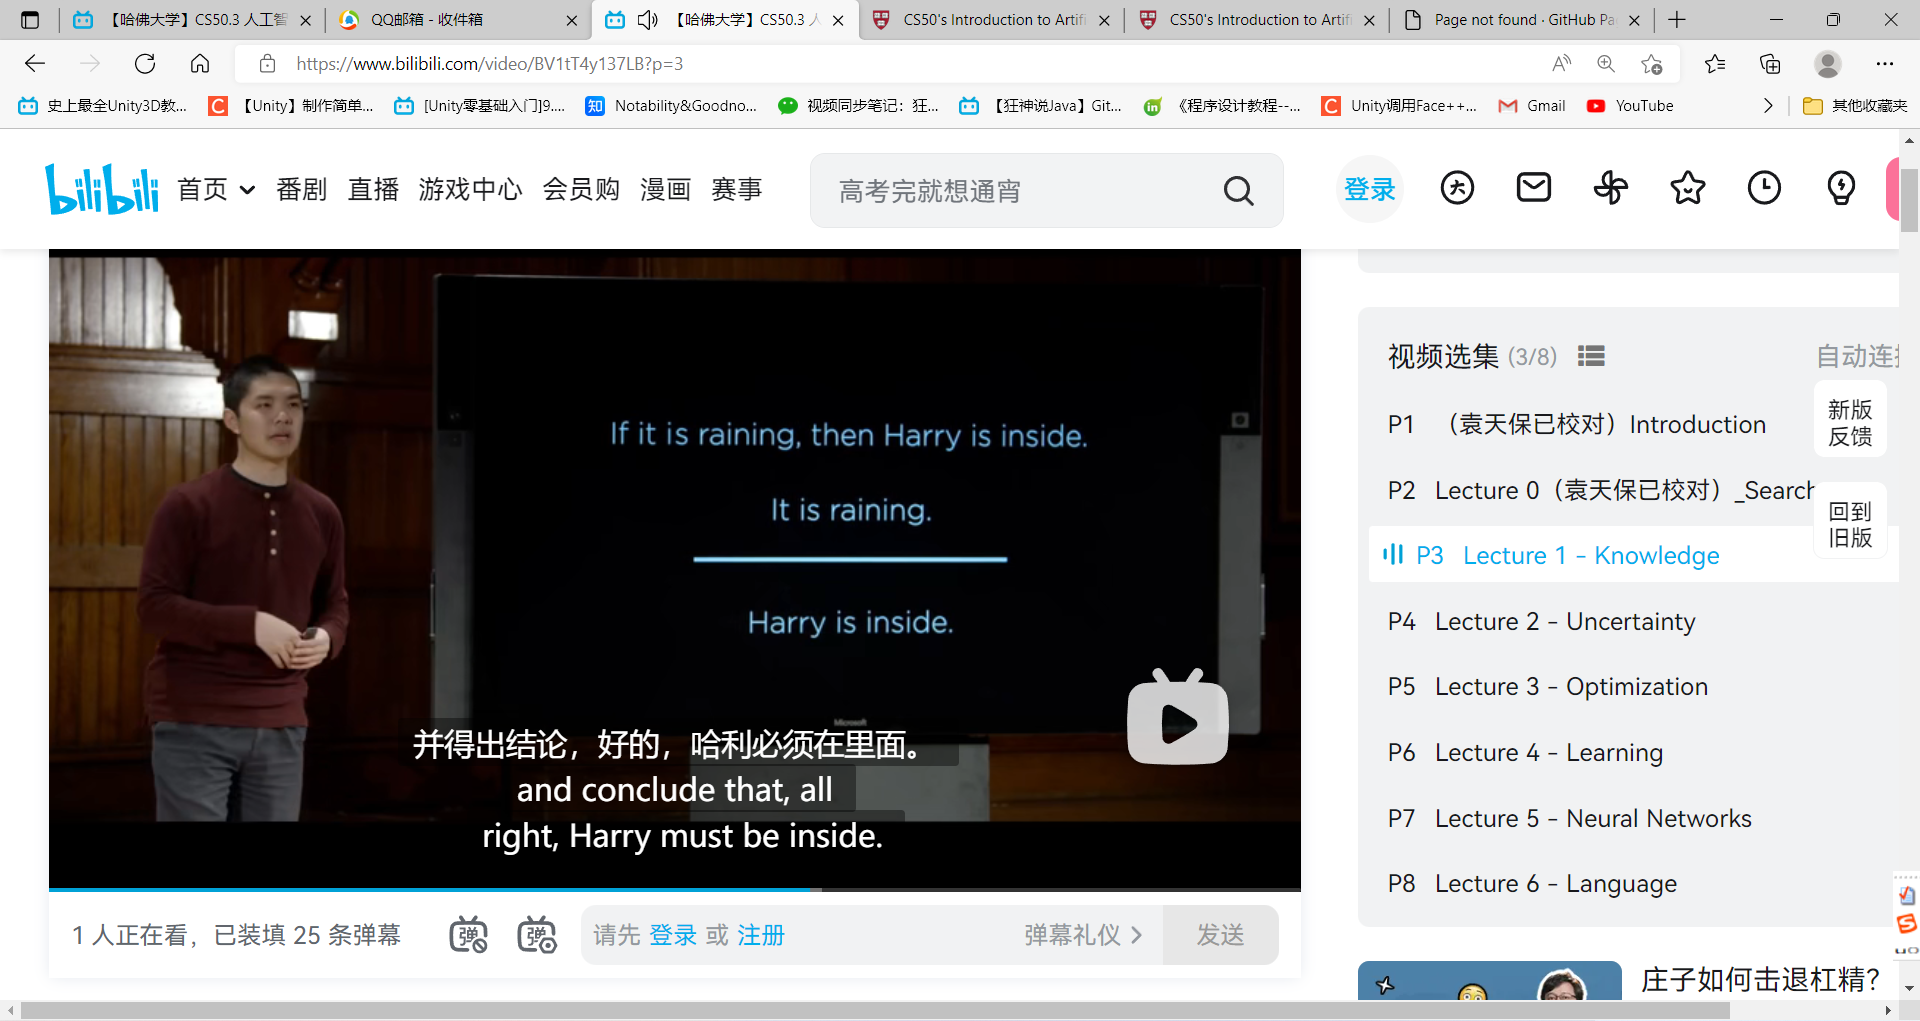 【哈佛大学】CS50.3 人工智
QQ邮箱 - 收件箱
【哈佛大学】CS50.3 人
CS50's Introduction to Artifi
CS50's Introduction to Artifi
Page not found · GitHub Pa
https://www.bilibili.com/video/BV1tT4y137LB?p=3
史上最全Unity3D教...
【Unity】制作简单...
[Unity零基础入门]9....
知
Notability&Goodno...
视频同步笔记：狂...
【狂神说Java】Git...
in
《程序设计教程--...
C
Unity调用Face++...
Gmail
YouTube
其他收藏夹
bilibili
首页
番剧
直播
游戏中心
会员购
漫画
赛事
高考完就想通宵
登录
大
If it is raining, then Harry is inside.
It is raining.
Harry is inside.
Microsoft
并得出结论，好的，哈利必须在里面。
and conclude that, all
right, Harry must be inside.
视频选集 (3/8)
自动连播
P1 （袁天保已校对）Introduction
P2 Lecture 0（袁天保已校对）_Search
P3 Lecture 1 - Knowledge
P4 Lecture 2 - Uncertainty
P5 Lecture 3 - Optimization
P6 Lecture 4 - Learning
P7 Lecture 5 - Neural Networks
P8 Lecture 6 - Language
新版
反馈
回到
旧版
1 人正在看，已装填 25 条弹幕
弹
弹
请先 登录 或 注册
弹幕礼仪
发送
庄子如何击退杠精？